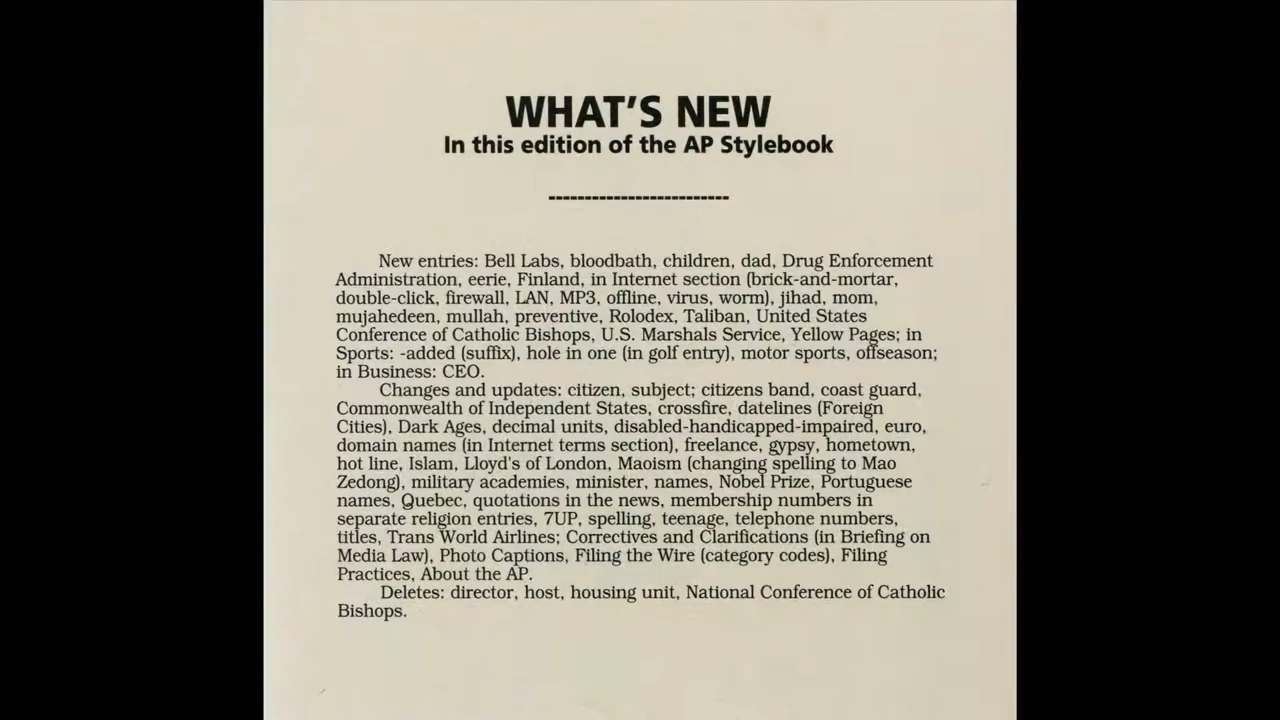 WHAT'S NEW
In this edition of the AP Stylebook
-------------------------
New entries: Bell Labs, bloodbath, children, dad, Drug Enforcement
Administration, eerie, Finland, in Internet section (brick-and-mortar,
double-click, firewall, LAN, MP3, offline, virus, worm), jihad, mom,
mujahedeen, mullah, preventive, Rolodex, Taliban, United States
Conference of Catholic Bishops, U.S. Marshals Service, Yellow Pages; in
Sports: -added (suffix), hole in one (in golf entry), motor sports, offseason;
in Business: CEO.
Changes and updates: citizen, subject; citizens band, coast guard,
Commonwealth of Independent States, crossfire, datelines (Foreign
Cities), Dark Ages, decimal units, disabled-handicapped-impaired, euro,
domain names (in Internet terms section), freelance, gypsy, hometown,
hot line, Islam, Lloyd's of London, Maoism (changing spelling to Mao
Zedong), military academies, minister, names, Nobel Prize, Portuguese
names, Quebec, quotations in the news, membership numbers in
separate religion entries, 7UP, spelling, teenage, telephone numbers,
titles, Trans World Airlines; Correctives and Clarifications (in Briefing on
Media Law), Photo Captions, Filing the Wire (category codes), Filing
Practices, About the AP.
Deletes: director, host, housing unit, National Conference of Catholic
Bishops.